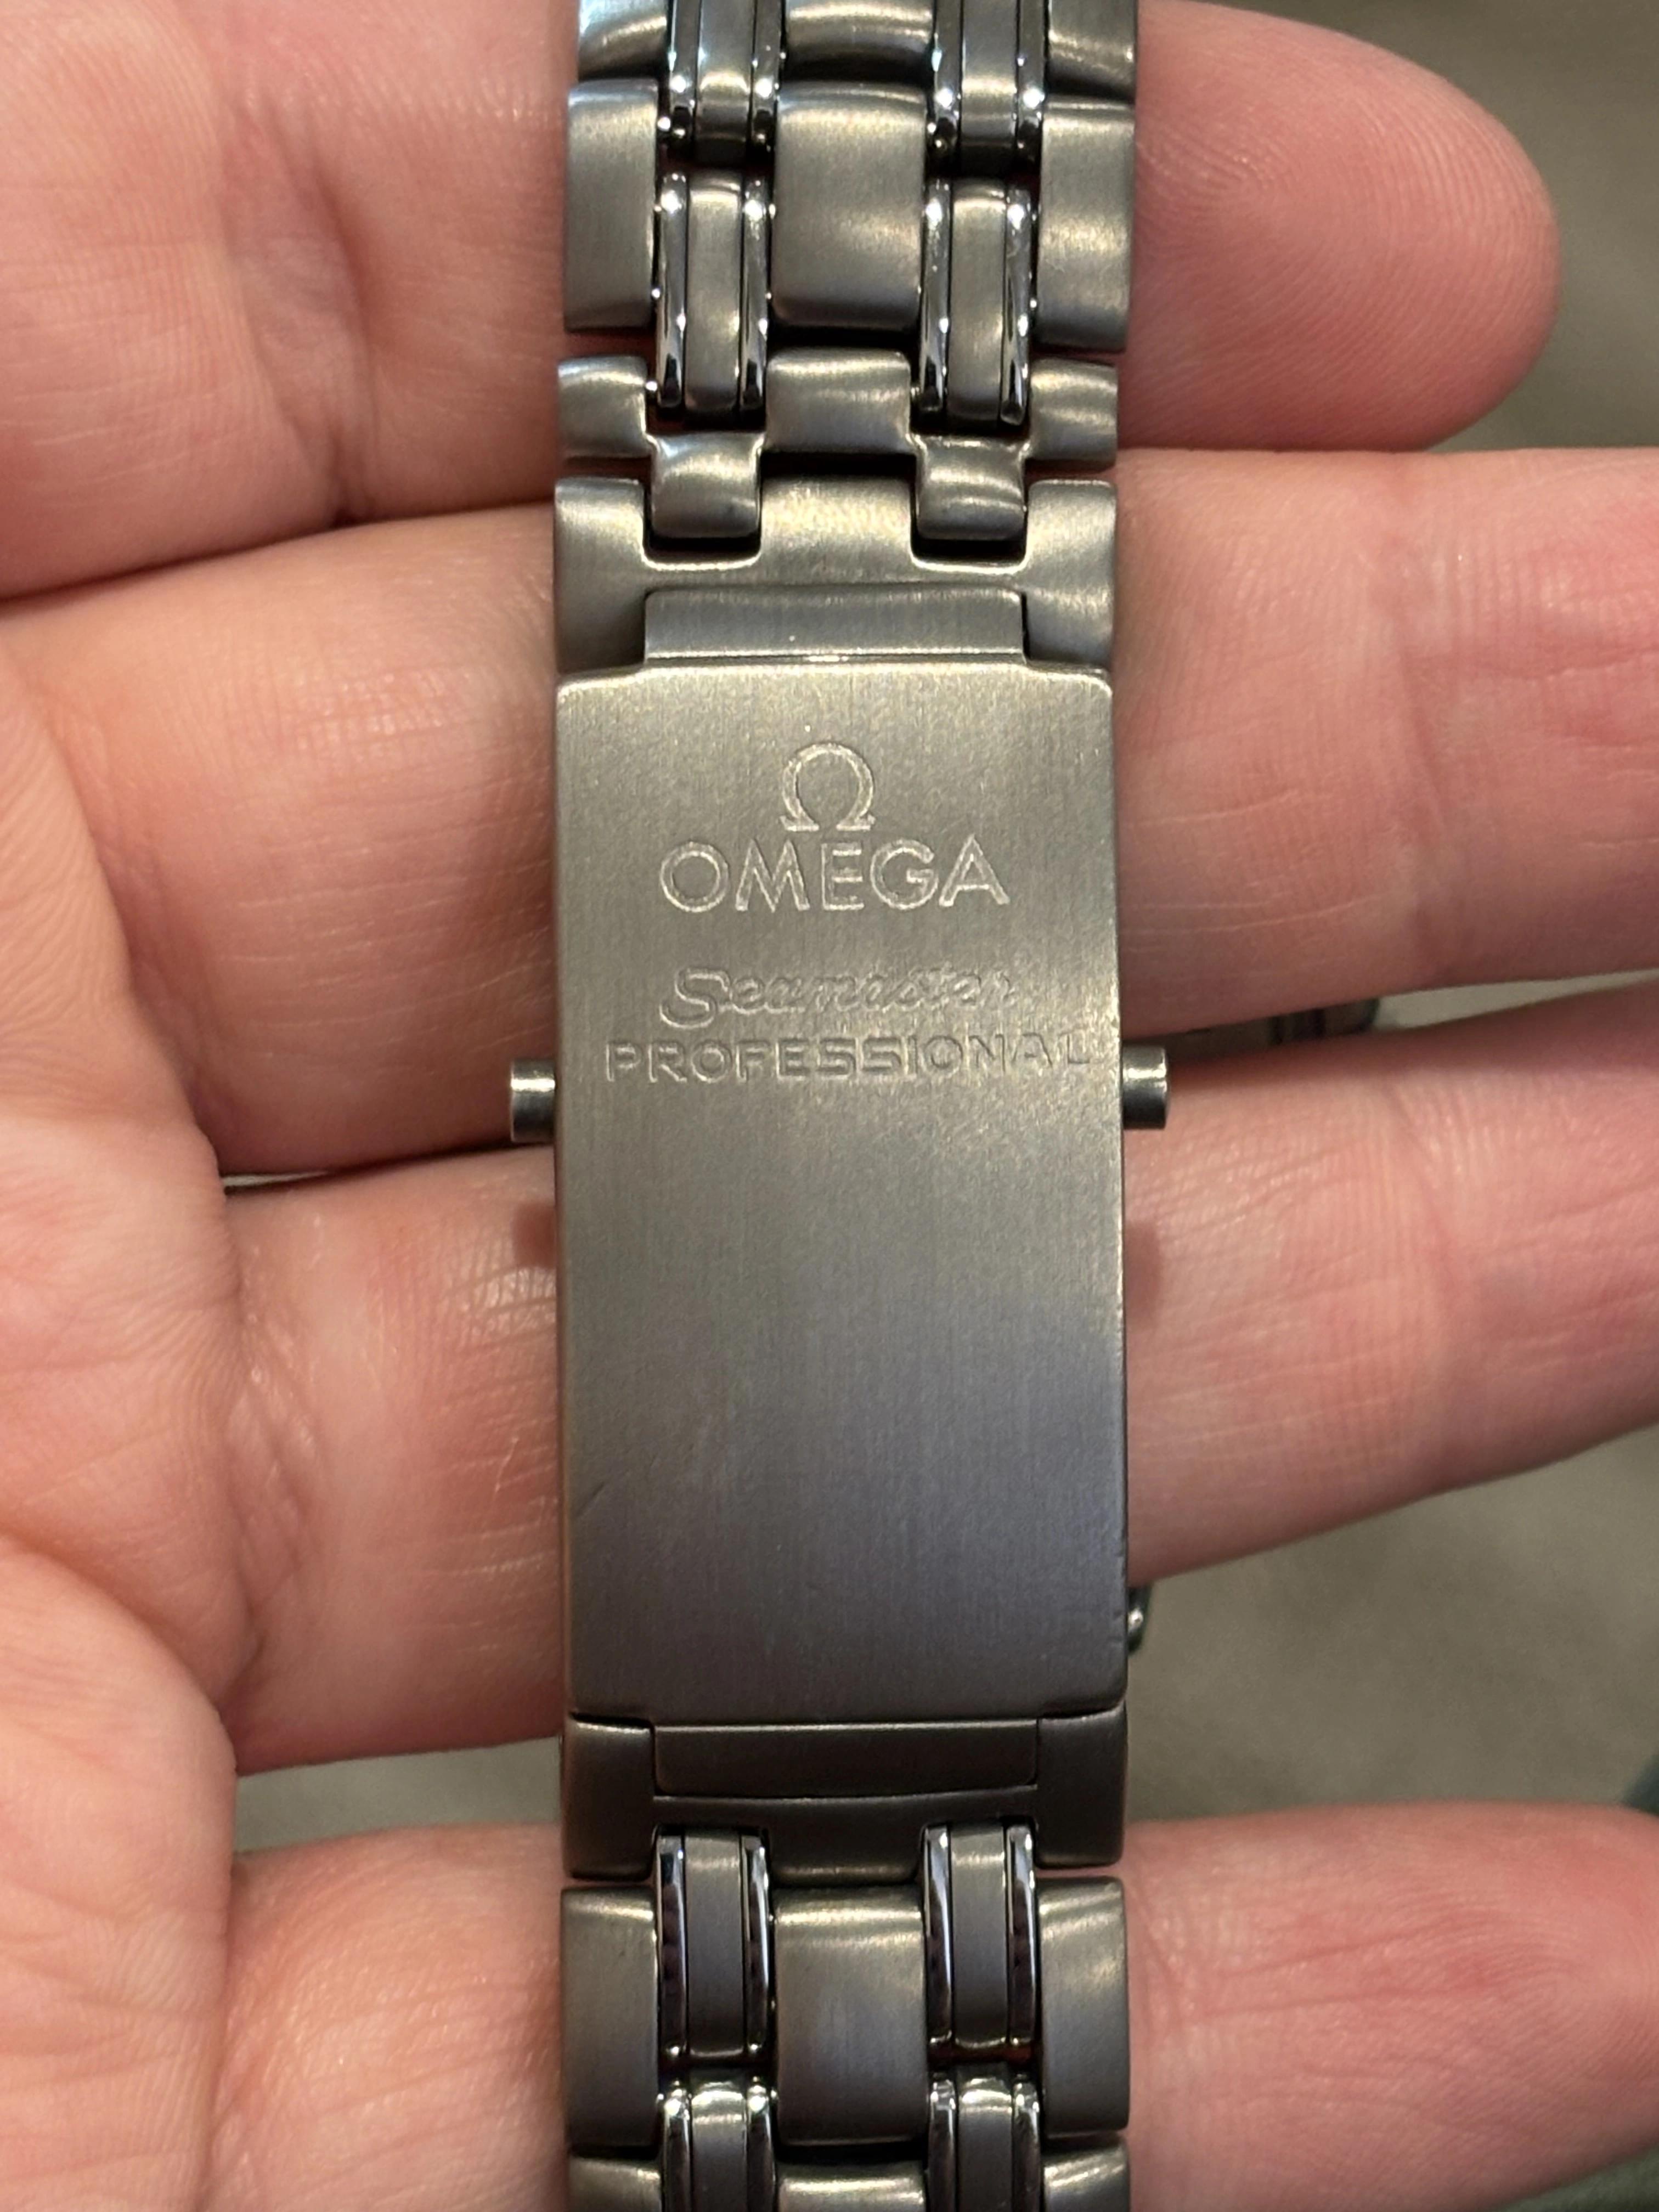 Ω
OMEGA
Seamaster
PROFESSIONAL